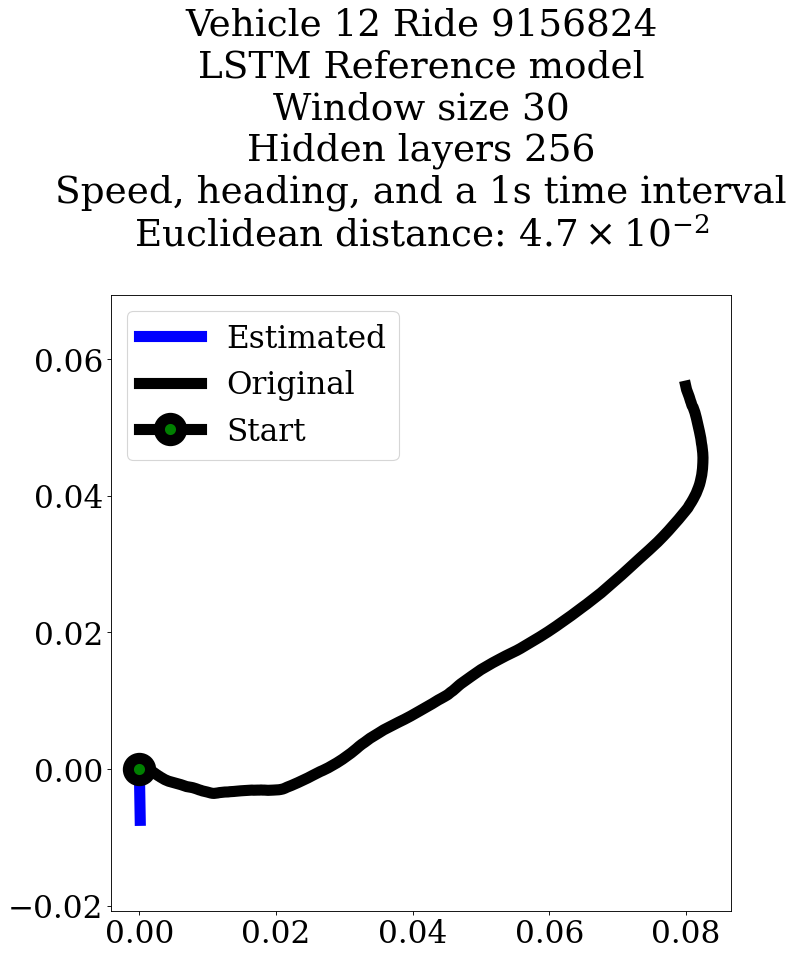 Vehicle 12 Ride 9156824
LSTM Reference model
Window size 30
Hidden layers 256
Speed, heading, and a 1s time interval
Euclidean distance: 4.7 × 10⁻²
Estimated
Original
Start
0.06
0.04
0.02
0.00
−0.02
0.00 0.02 0.04 0.06 0.08